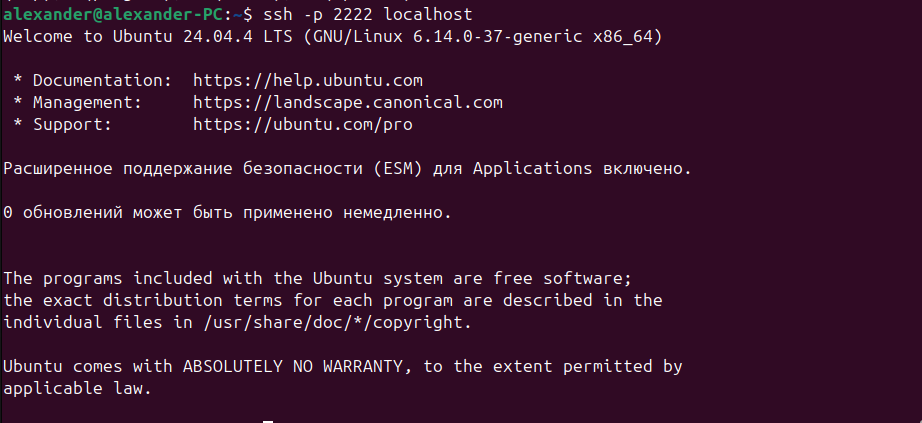 alexander@alexander-PC:~$ ssh -p 2222 localhost
Welcome to Ubuntu 24.04.4 LTS (GNU/Linux 6.14.0-37-generic x86_64)
* Documentation:  https://help.ubuntu.com
* Management:     https://landscape.canonical.com
* Support:        https://ubuntu.com/pro
Расширенное поддержание безопасности (ESM) для Applications включено.
0 обновлений может быть применено немедленно.
The programs included with the Ubuntu system are free software;
the exact distribution terms for each program are described in the
individual files in /usr/share/doc/*/copyright.
Ubuntu comes with ABSOLUTELY NO WARRANTY, to the extent permitted by
applicable law.